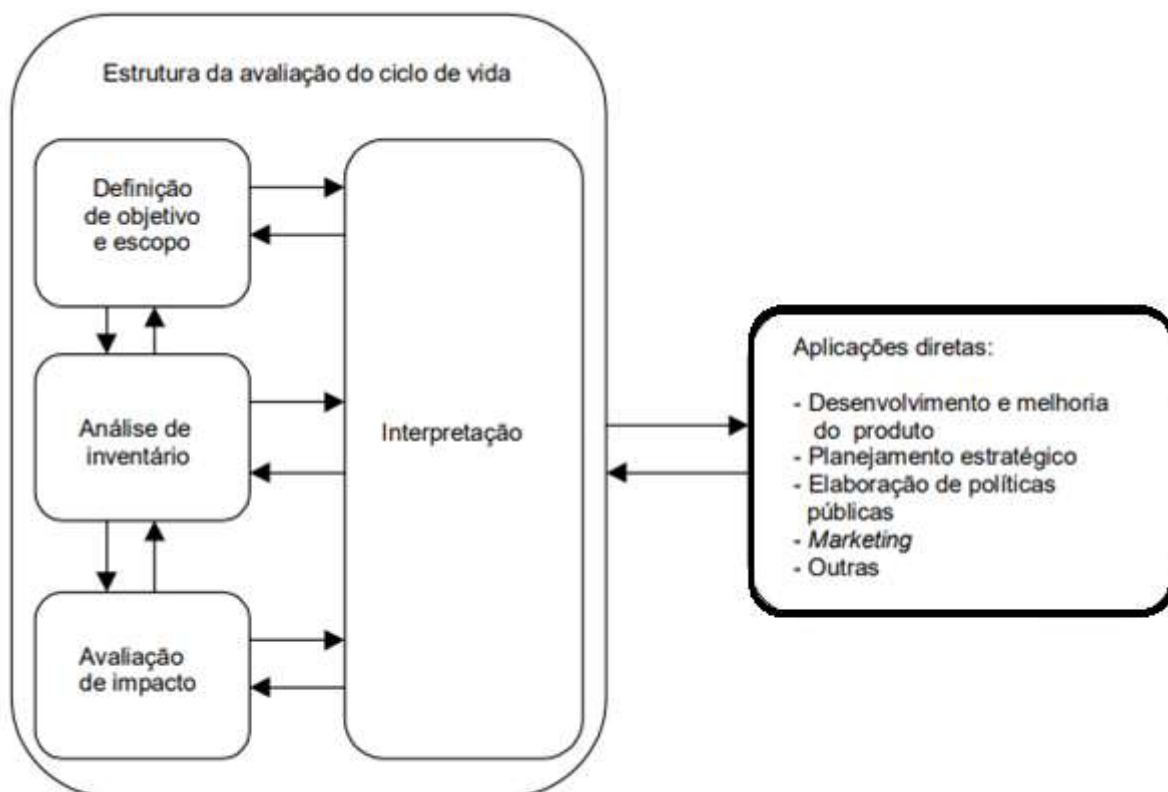 Estrutura da avaliação do ciclo de vida
Definição
de objetivo
e escopo
Análise de
inventário
Avaliação
de impacto
Interpretação
Aplicações diretas:
- Desenvolvimento e melhoria
do produto
- Planejamento estratégico
- Elaboração de políticas
públicas
- Marketing
- Outras